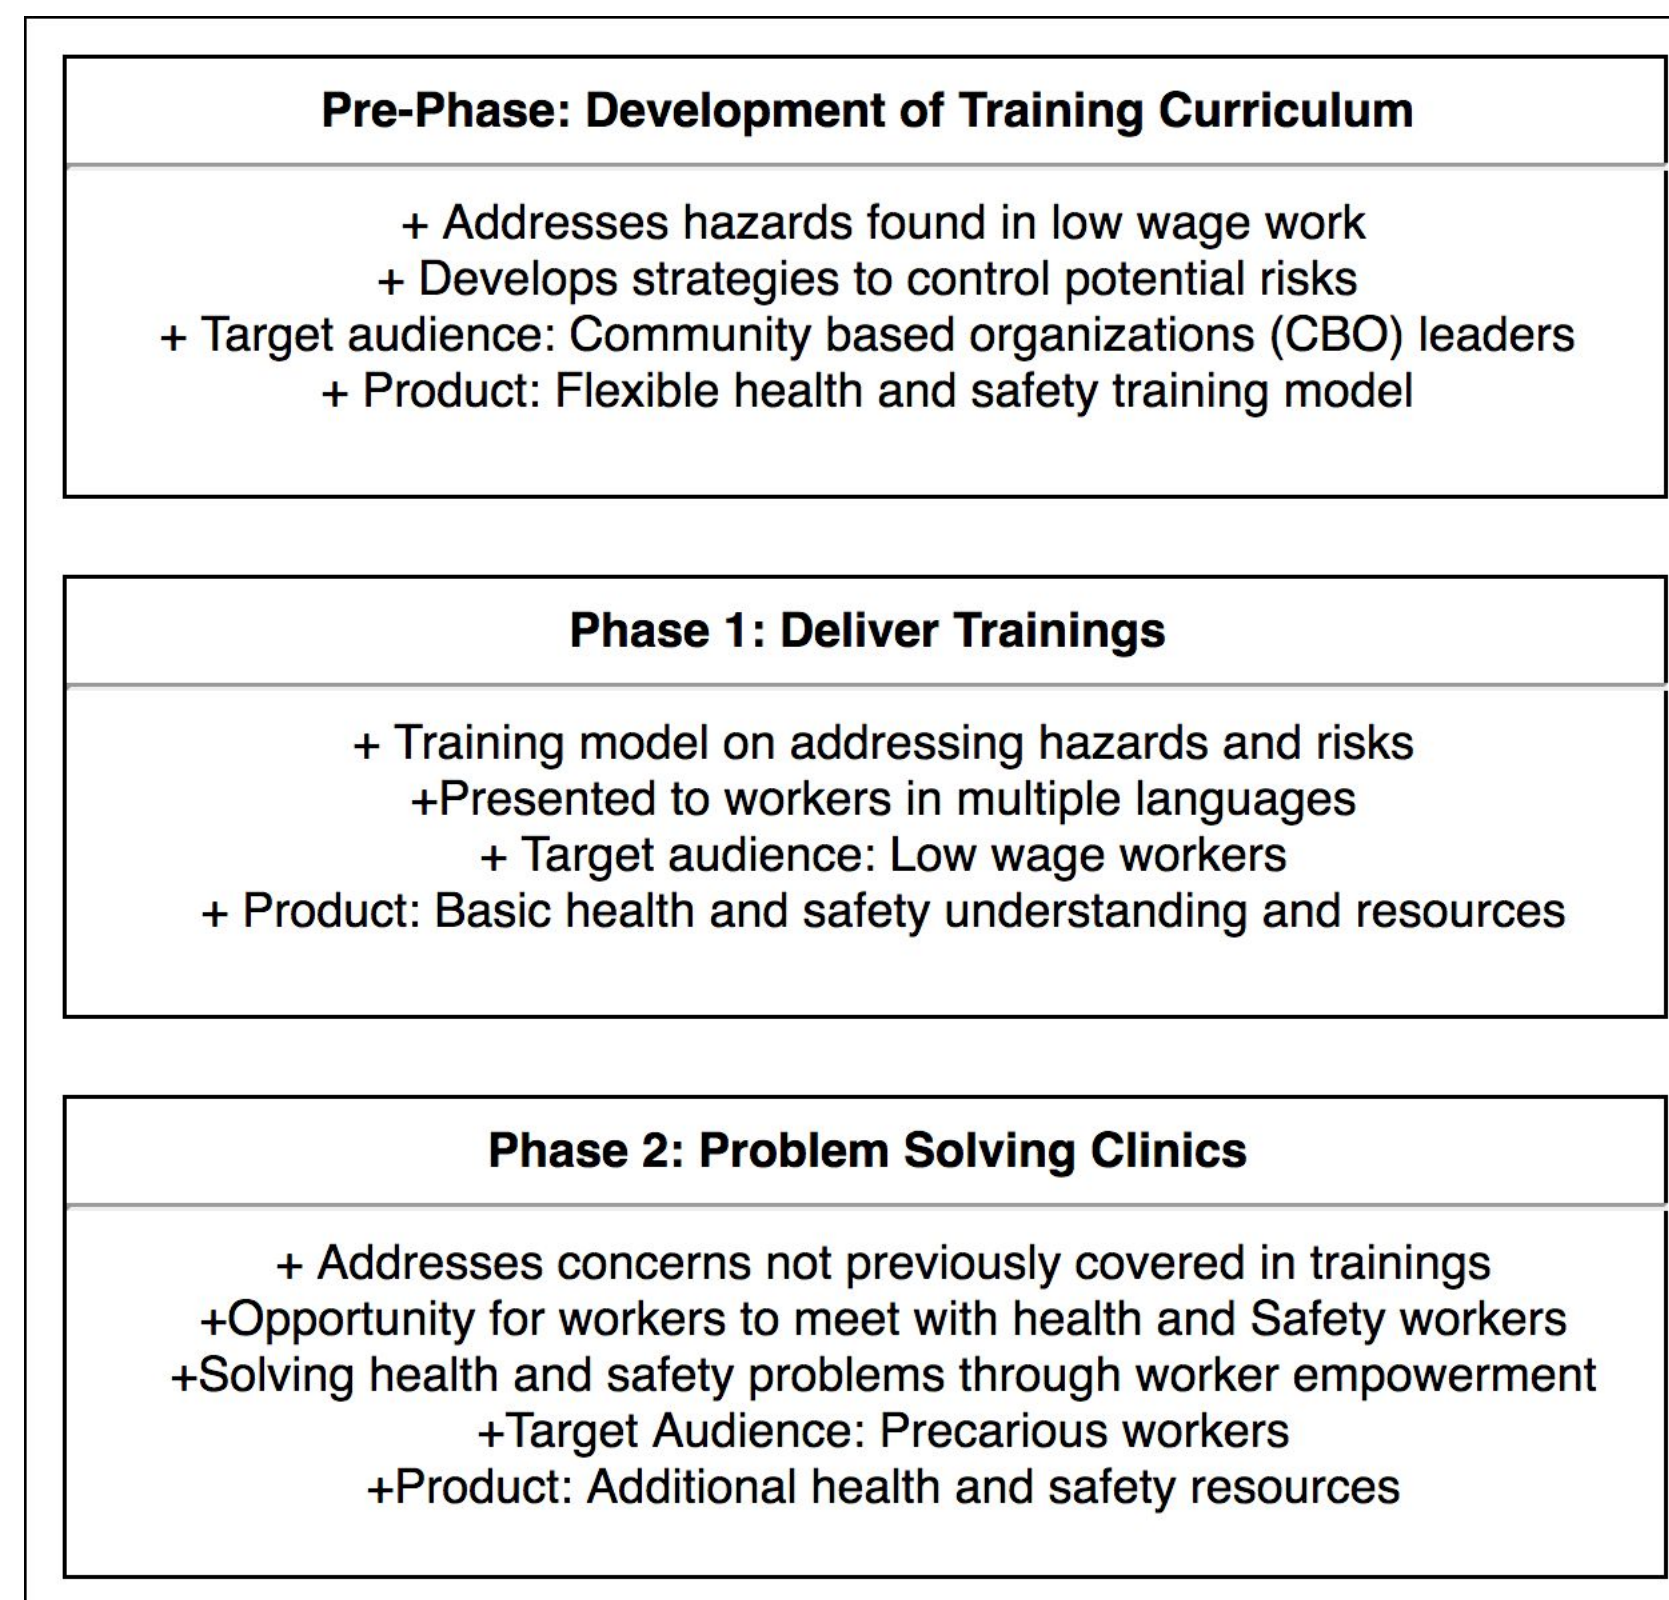 Pre-Phase: Development of Training Curriculum
+ Addresses hazards found in low wage work
+ Develops strategies to control potential risks
+ Target audience: Community based organizations (CBO) leaders
+ Product: Flexible health and safety training model
Phase 1: Deliver Trainings
+ Training model on addressing hazards and risks
+Presented to workers in multiple languages
+ Target audience: Low wage workers
+ Product: Basic health and safety understanding and resources
Phase 2: Problem Solving Clinics
+ Addresses concerns not previously covered in trainings
+Opportunity for workers to meet with health and Safety workers
+Solving health and safety problems through worker empowerment
+Target Audience: Precarious workers
+Product: Additional health and safety resources